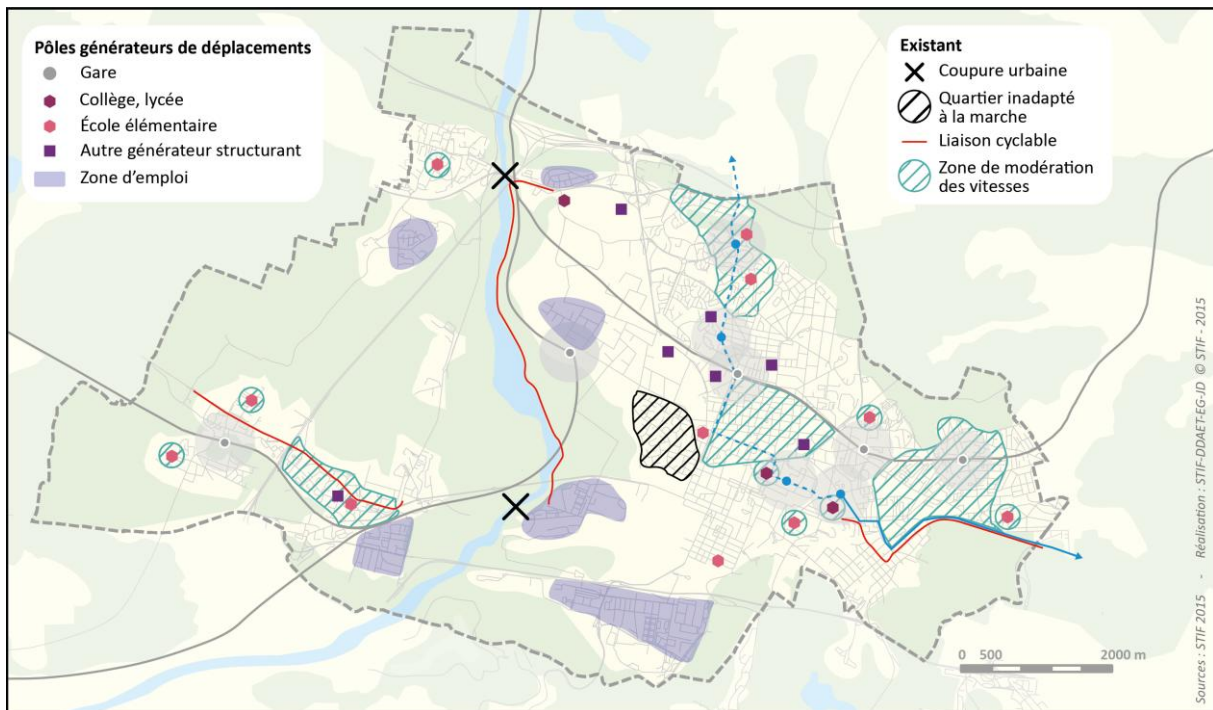 Pôles générateurs de déplacements
Gare
Collège, lycée
École élémentaire
Autre générateur structurant
Zone d'emploi
Existant
Coupure urbaine
Quartier inadapté
à la marche
Liaison cyclable
Zone de modération
des vitesses
0 500 2000 m
Sources : STIF 2015 - Réalisation : STIF-DDAET-EG-JD © STIF - 2015